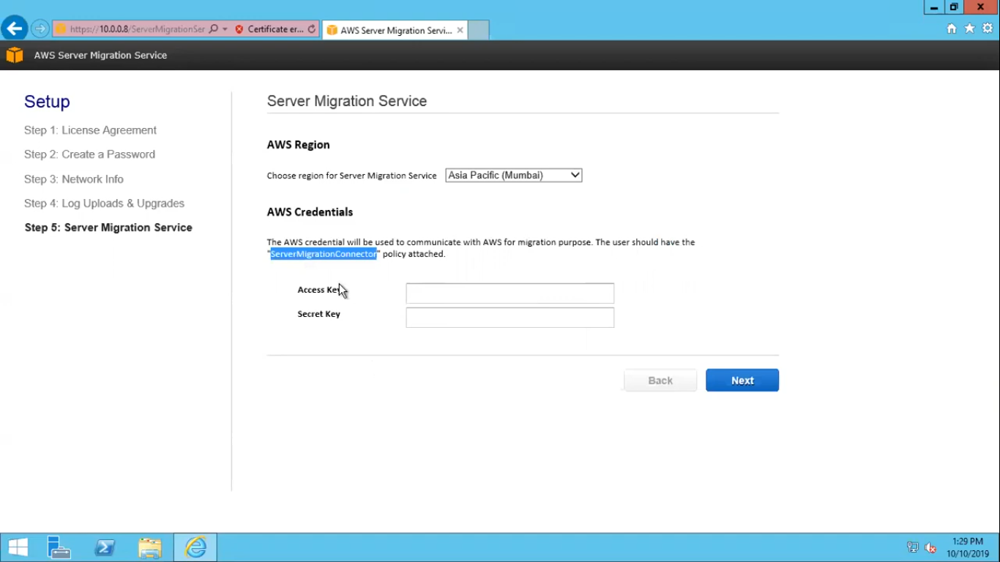 https://10.0.0.8/ServerMigrationSer
Certificate er...
AWS Server Migration Servi...
AWS Server Migration Service
Setup
Step 1: License Agreement
Step 2: Create a Password
Step 3: Network Info
Step 4: Log Uploads & Upgrades
Step 5: Server Migration Service
Server Migration Service
AWS Region
Choose region for Server Migration Service
Asia Pacific (Mumbai)
AWS Credentials
The AWS credential will be used to communicate with AWS for migration purpose. The user should have the
"ServerMigrationConnector" policy attached.
Access Key
Secret Key
Back
Next
1:29 PM
10/10/2019